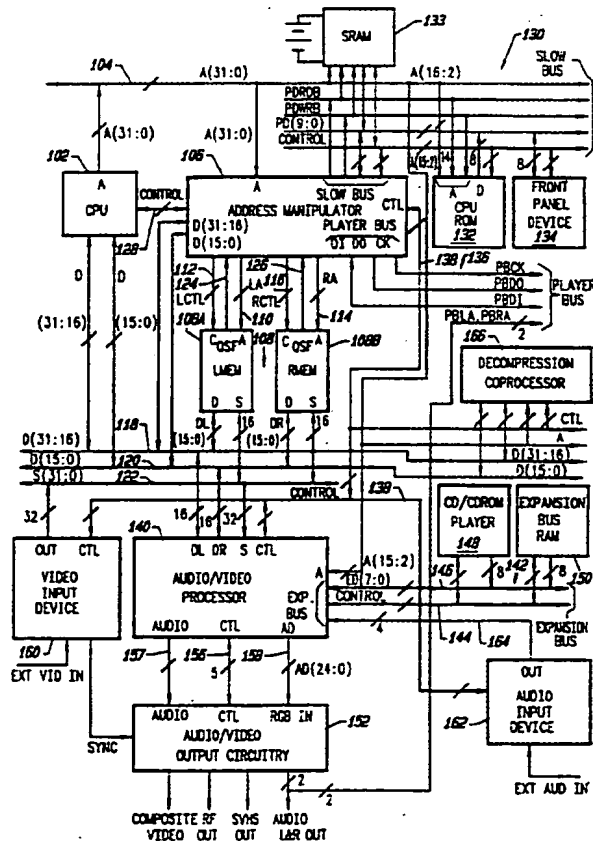 SRAM
133
130
104
A(31:0)
A(16:2)
SLOW
BUS
PDRDB
PDWRB
PD(9:0)
CONTROL
A(31:0)
A(31:0)
102
106
A(15:2)
14
8
8
A
CPU
CONTROL
128
A
SLOW BUS
ADDRESS MANIPULATOR
CTL
D(31:16)
PLAYER BUS
D(15:0)
DI DO CK
A
D
CPU
ROM
132
FRONT
PANEL
DEVICE
134
138
136
D
D
112
124
LCTL
LA
110
126
116
RCTL
RA
114
PBCK
PBDO
PBDI
PBLA, PBRA
2
PLAYER
BUS
(31:16)
(15:0)
108A
108
108B
C QSF A
LMEM
D S
C QSF A
RMEM
D S
166
DECOMPRESSION
COPROCESSOR
118
DL
(15:0)
16
DR
(15:0)
16
CTL
A
D(31:16)
D(15:0)
D(31:16)
D(15:0)
120
S(31:0)
122
CONTROL
138
32
140
16
16
32
CD/CDROM
PLAYER
148
EXPANSION
BUS
RAM
150
OUT CTL
VIDEO
INPUT
DEVICE
160
DL DR S CTL
AUDIO/VIDEO
PROCESSOR
A
EXP.
BUS
AUDIO CTL AD
A(15:2)
146
8
142
8
CONTROL
144
164
4
EXPANSION
BUS
EXT VID IN
157
156
5
158
AD(24:0)
OUT
AUDIO
INPUT
DEVICE
162
SYNC
AUDIO CTL RGB IN
AUDIO/VIDEO
OUTPUT CIRCUITRY
152
2
2
EXT AUD IN
COMPOSITE
VIDEO
RF
OUT
SVHS
OUT
AUDIO
L&R OUT